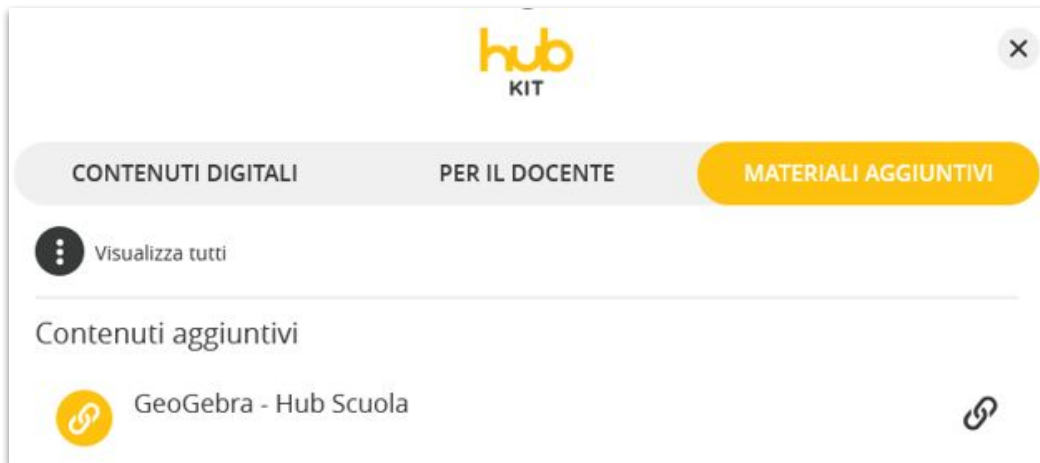 hub
KIT
CONTENUTI DIGITALI PER IL DOCENTE MATERIALI AGGIUNTIVI
Visualizza tutti
Contenuti aggiuntivi
GeoGebra - Hub Scuola